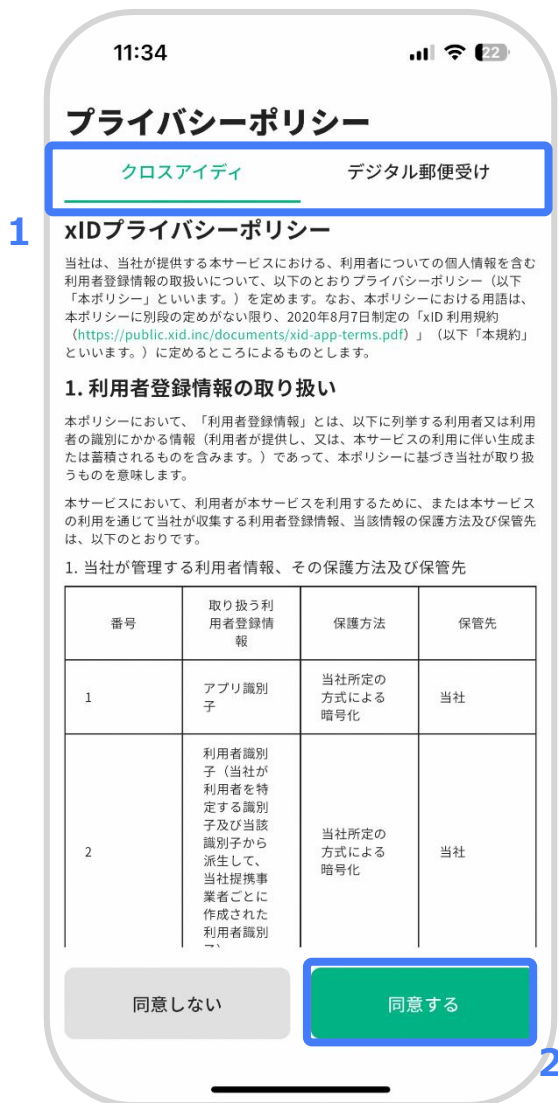 11:34
22
プライバシーポリシー
クロスアイディ
デジタル郵便受け
1
xIDプライバシーポリシー
当社は、当社が提供する本サービスにおける、利用者についての個人情報を含む
利用者登録情報の取扱いについて、以下のとおりプライバシーポリシー（以下
「本ポリシー」といいます。）を定めます。なお、本ポリシーにおける用語は、
本ポリシーに別段の定めがない限り、2020年8月7日制定の「xID 利用規約
（https://public.xid.inc/documents/xid-app-terms.pdf）」（以下「本規約」
といいます。）に定めるところによるものとします。
1. 利用者登録情報の取り扱い
本ポリシーにおいて、「利用者登録情報」とは、以下に列挙する利用者又は利用
者の識別にかかる情報（利用者が提供し、又は、本サービスの利用に伴い生成ま
たは蓄積されるものを含みます。）であって、本ポリシーに基づき当社が取り扱
うものを意味します。
本サービスにおいて、利用者が本サービスを利用するために、または本サービス
の利用を通じて当社が収集する利用者登録情報、当該情報の保護方法及び保管先
は、以下のとおりです。
1. 当社が管理する利用者情報、その保護方法及び保管先
番号
取り扱う利
用者登録情
報
保護方法
保管先
1
アプリ識別
子
当社所定の
方式による
暗号化
当社
2
利用者識別
子（当社が
利用者を特
定する識別
子及び当該
識別子から
派生して、
当社提携事
業者ごとに
作成された
利用者識別
当社所定の
方式による
暗号化
当社
同意しない
同意する
2